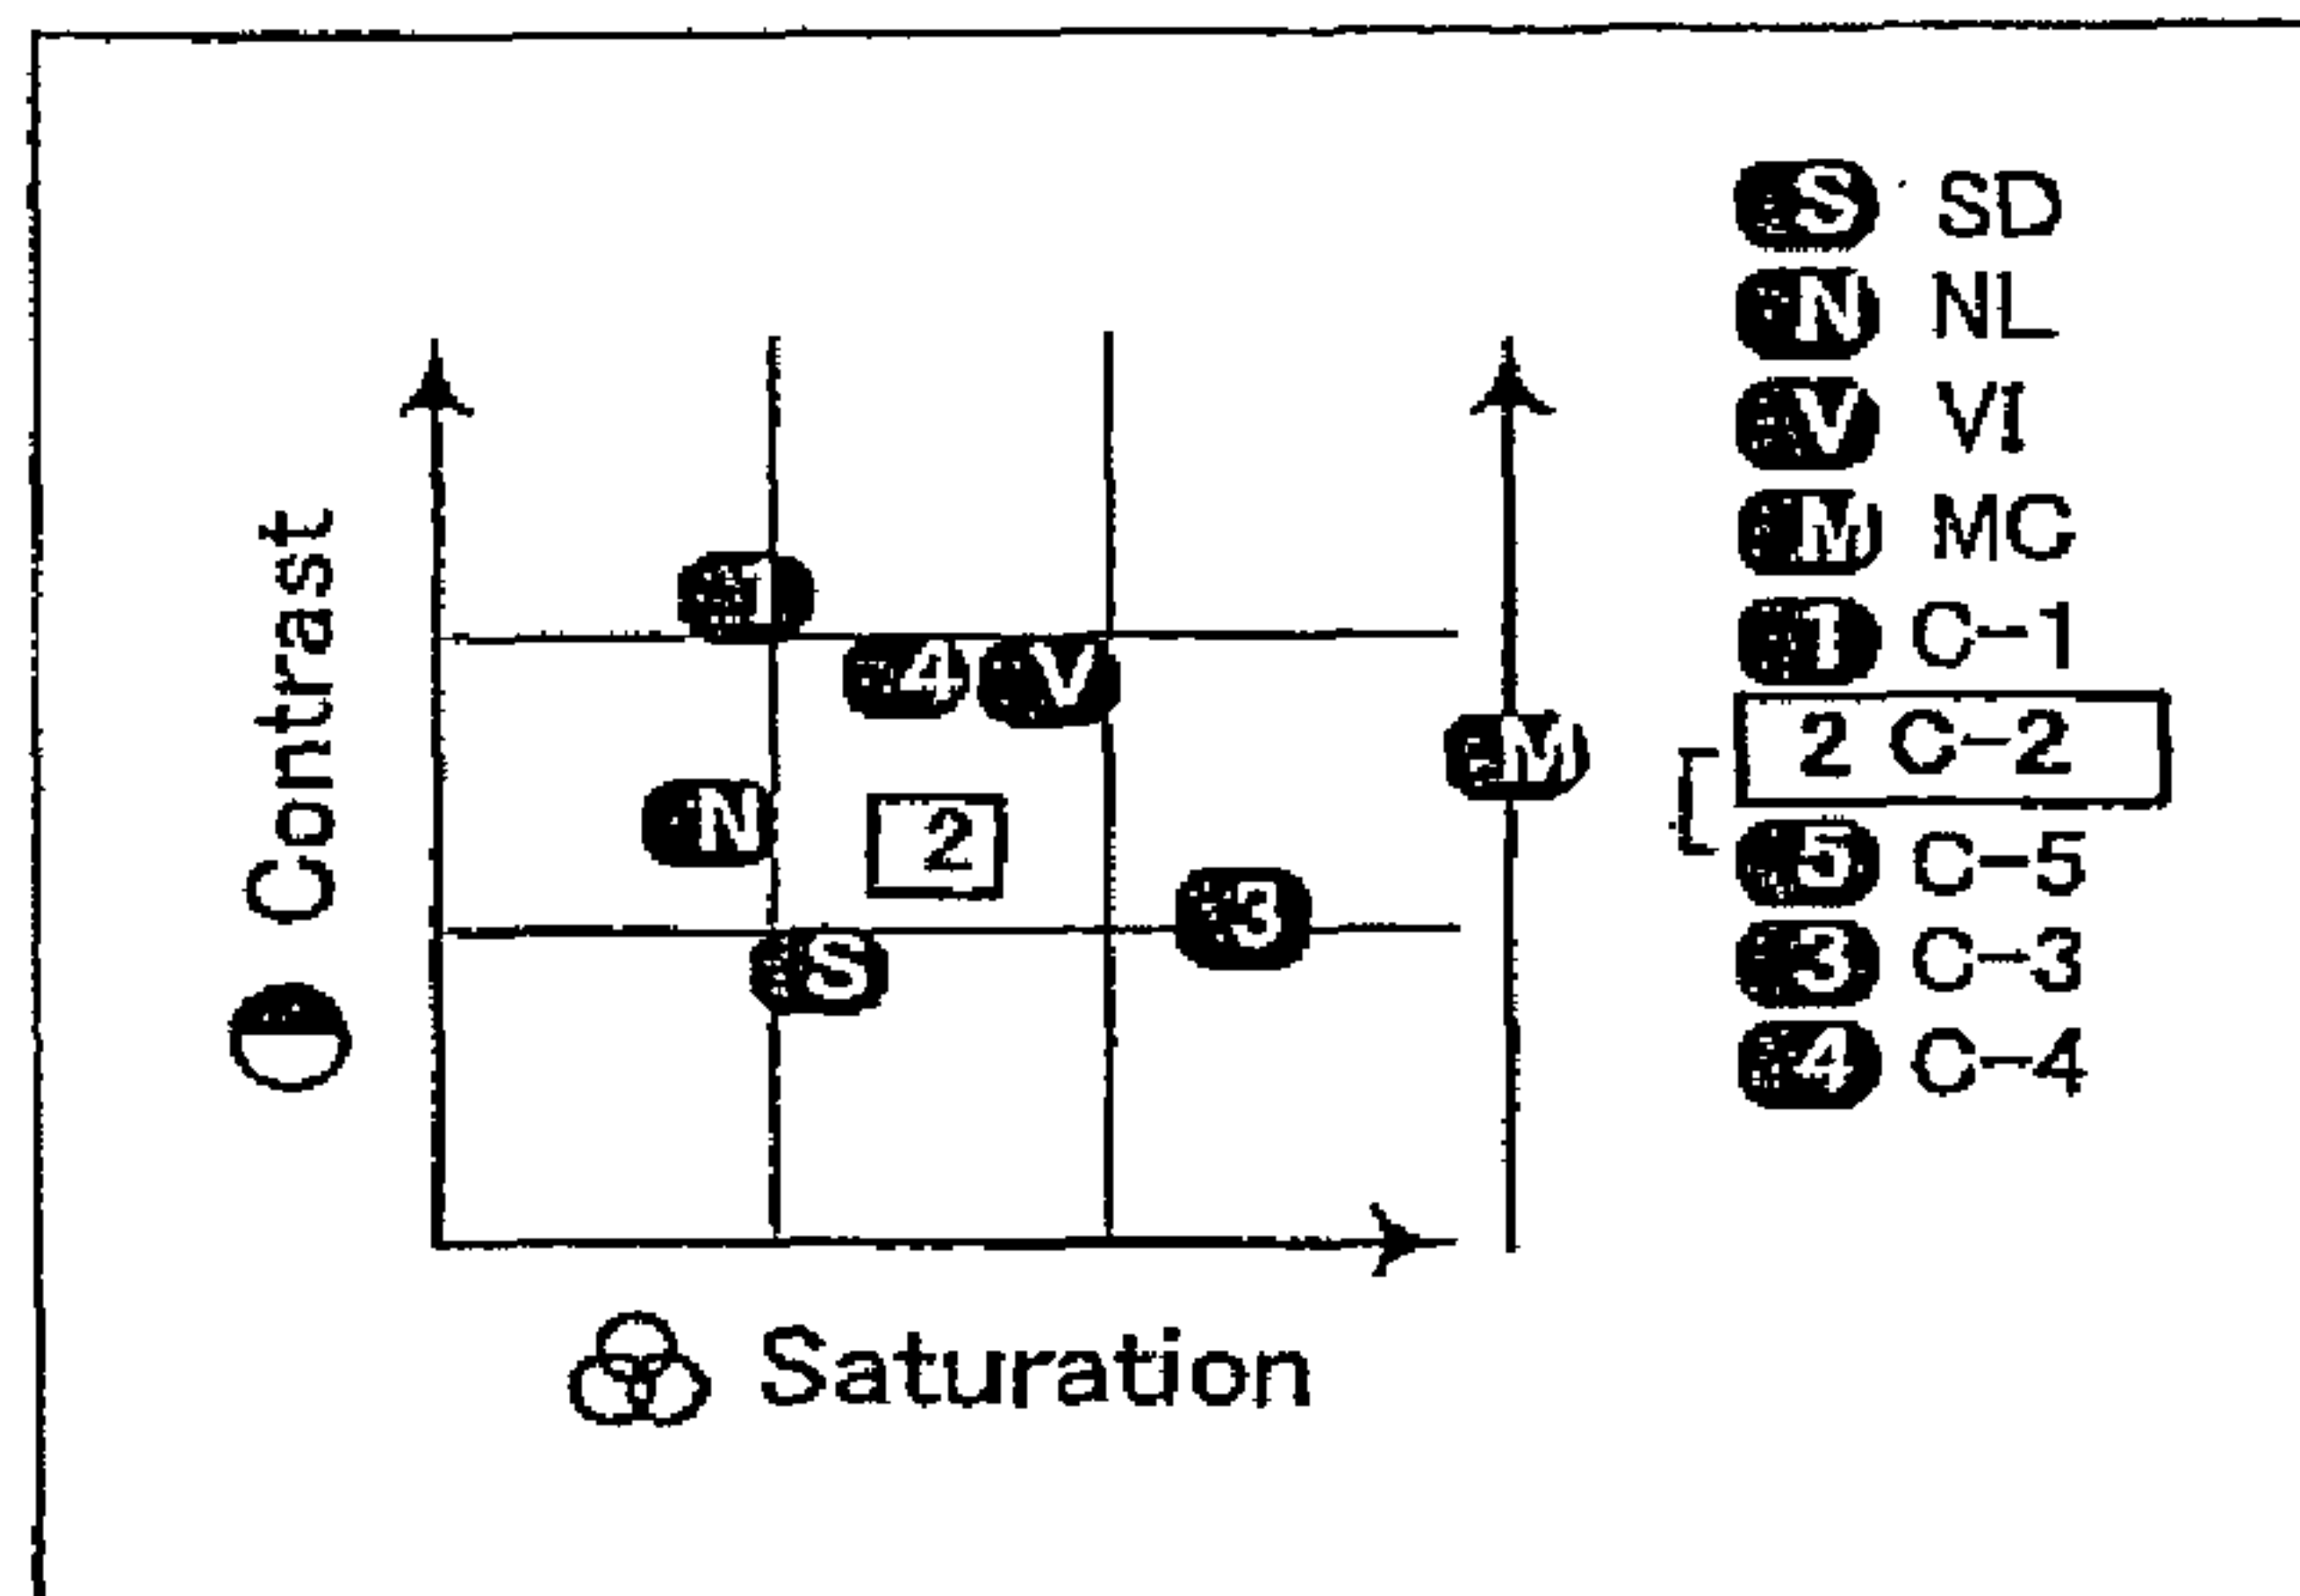 S SD
N NL
V VI
M MC
1 C-1
2 C-2
5 C-5
3 C-3
4 C-4
Contrast
1
4 V
M
N
2
3
S
Saturation